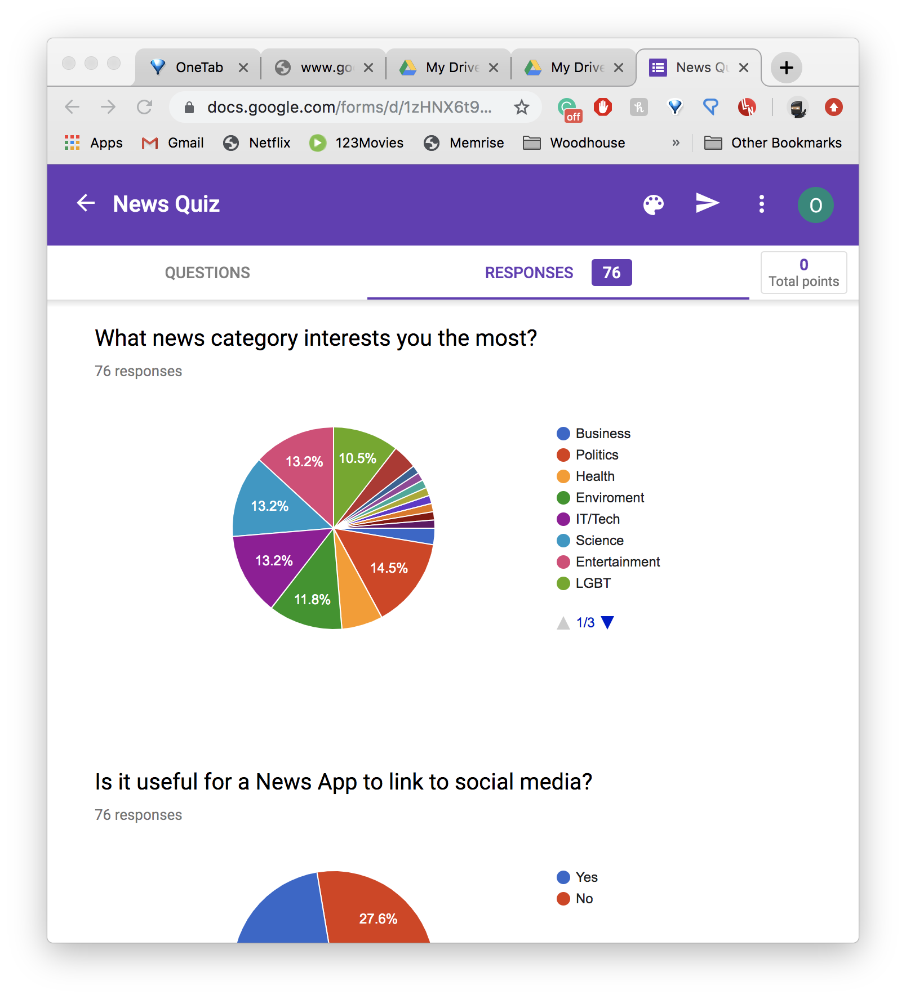 OneTab
www.go
My Drive
My Drive
News Qu
docs.google.com/forms/d/1zHNX6t9...
off
Apps
Gmail
Netflix
123Movies
Memrise
Woodhouse
»
Other Bookmarks
News Quiz
O
QUESTIONS
RESPONSES 76
0
Total points
What news category interests you the most?
76 responses
13.2%
10.5%
13.2%
13.2%
14.5%
11.8%
Business
Politics
Health
Enviroment
IT/Tech
Science
Entertainment
LGBT
1/3
Is it useful for a News App to link to social media?
76 responses
27.6%
Yes
No